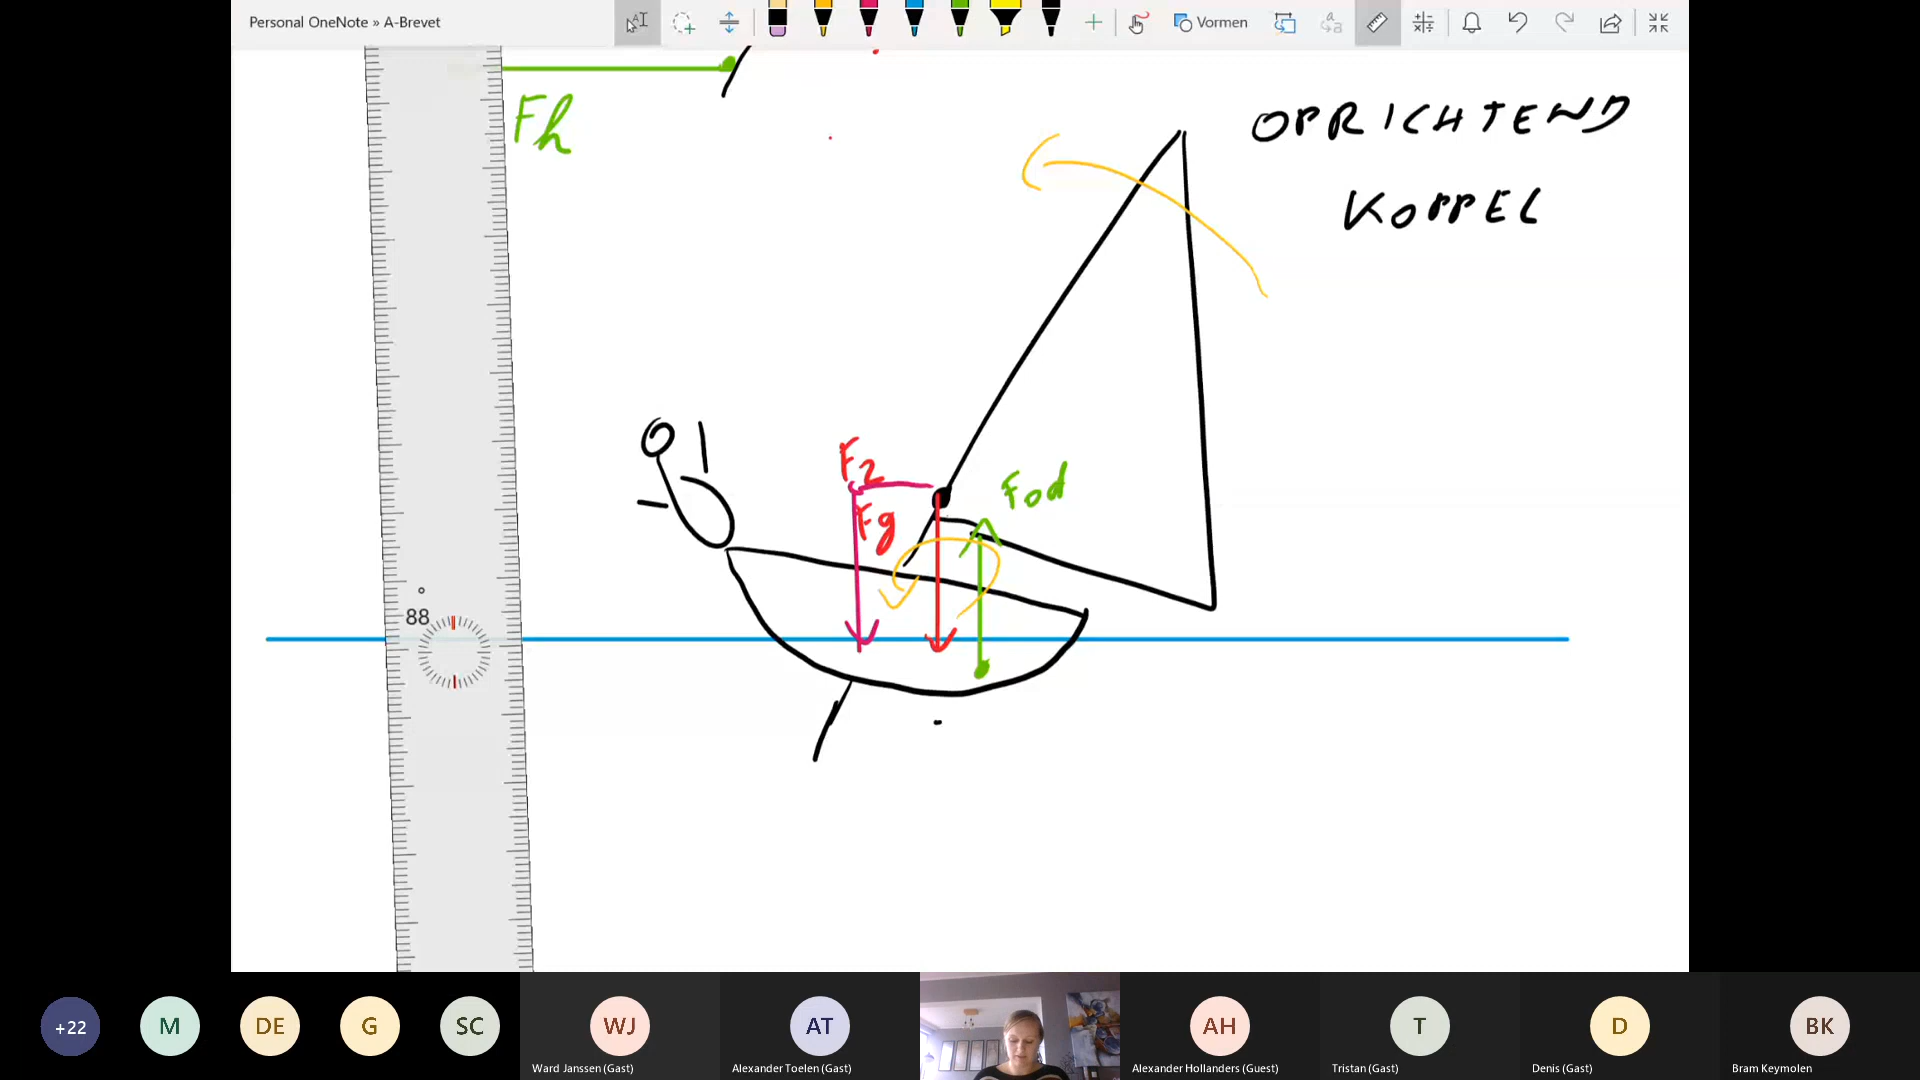 Personal OneNote » A-Brevet
Vormen
Fh
OPRICHTEND
KOPPEL
Fz
Fg
Fod
88°
+22
M
DE
G
SC
WJ
AT
AH
T
D
BK
Ward Janssen (Gast)
Alexander Toelen (Gast)
Alexander Hollanders (Guest)
Tristan (Gast)
Denis (Gast)
Bram Keymolen